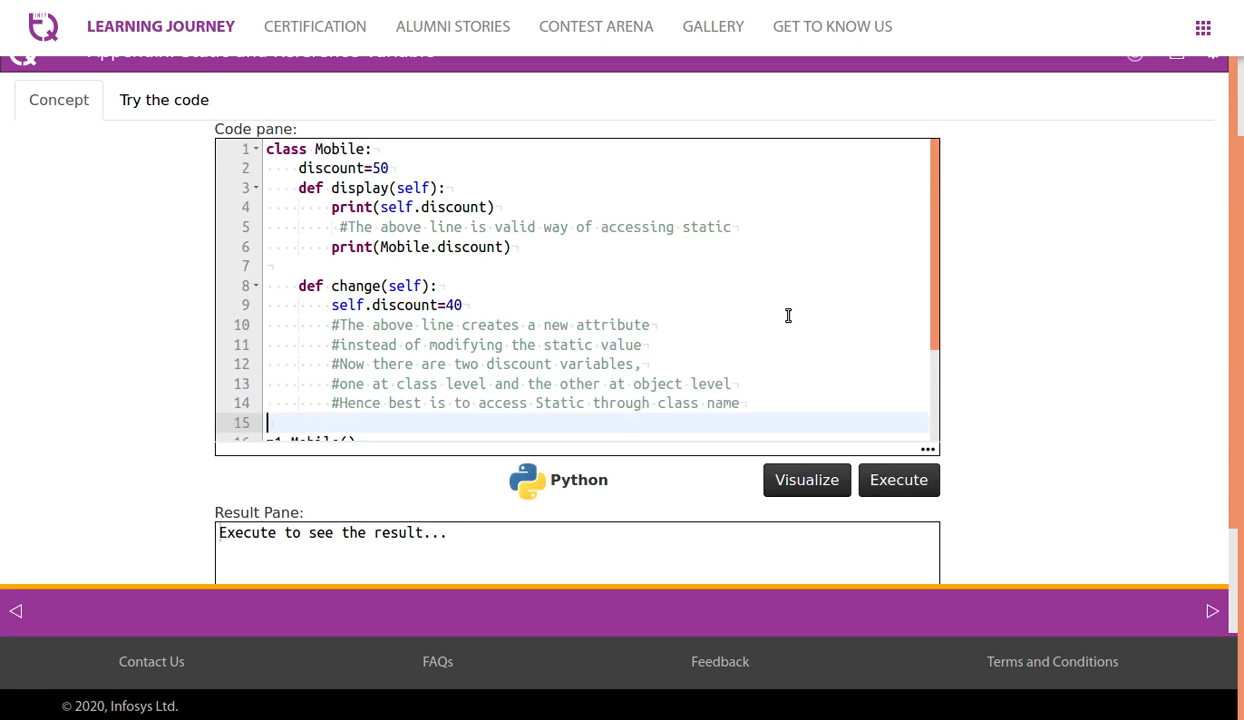 LEARNING JOURNEY CERTIFICATION ALUMNI STORIES CONTEST ARENA GALLERY GET TO KNOW US
Concept Try the code
Code pane:
1 class Mobile:
2 discount=50
3 def display(self):
4 print(self.discount)
5 #The above line is valid way of accessing static
6 print(Mobile.discount)
7
8 def change(self):
9 self.discount=40
10 #The above line creates a new attribute
11 #instead of modifying the static value
12 #Now there are two discount variables,
13 #one at class level and the other at object level
14 #Hence best is to access Static through class name
15
Python Visualize Execute
Result Pane:
Execute to see the result...
Contact Us FAQs Feedback Terms and Conditions
© 2020, Infosys Ltd.